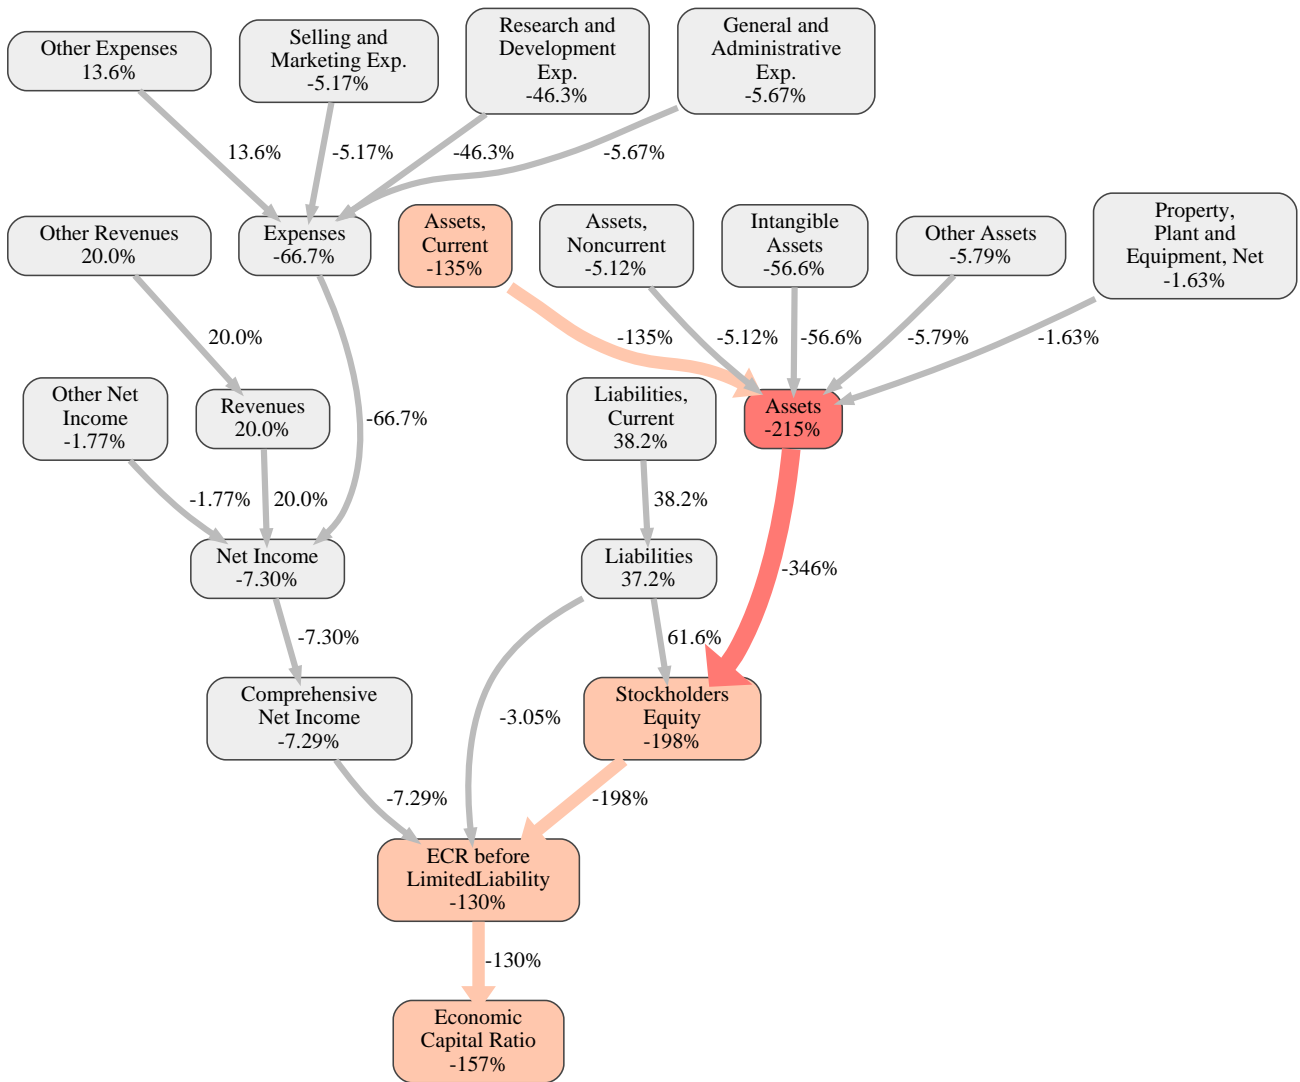 Other Expenses
13.6%
Selling and
Marketing Exp.
-5.17%
Research and
Development
Exp.
-46.3%
General and
Administrative
Exp.
-5.67%
13.6%
-5.17%
-46.3%
-5.67%
Other Revenues
20.0%
Expenses
-66.7%
Assets,
Current
-135%
Assets,
Noncurrent
-5.12%
Intangible
Assets
-56.6%
Other Assets
-5.79%
Property,
Plant and
Equipment, Net
-1.63%
20.0%
-135%
-5.12%
-56.6%
-5.79%
-1.63%
Other Net
Income
-1.77%
Revenues
20.0%
-66.7%
Liabilities,
Current
38.2%
Assets
-215%
-1.77%
20.0%
38.2%
Net Income
-7.30%
Liabilities
37.2%
-346%
-7.30%
61.6%
Comprehensive
Net Income
-7.29%
-3.05%
Stockholders
Equity
-198%
-7.29%
-198%
ECR before
LimitedLiability
-130%
-130%
Economic
Capital Ratio
-157%